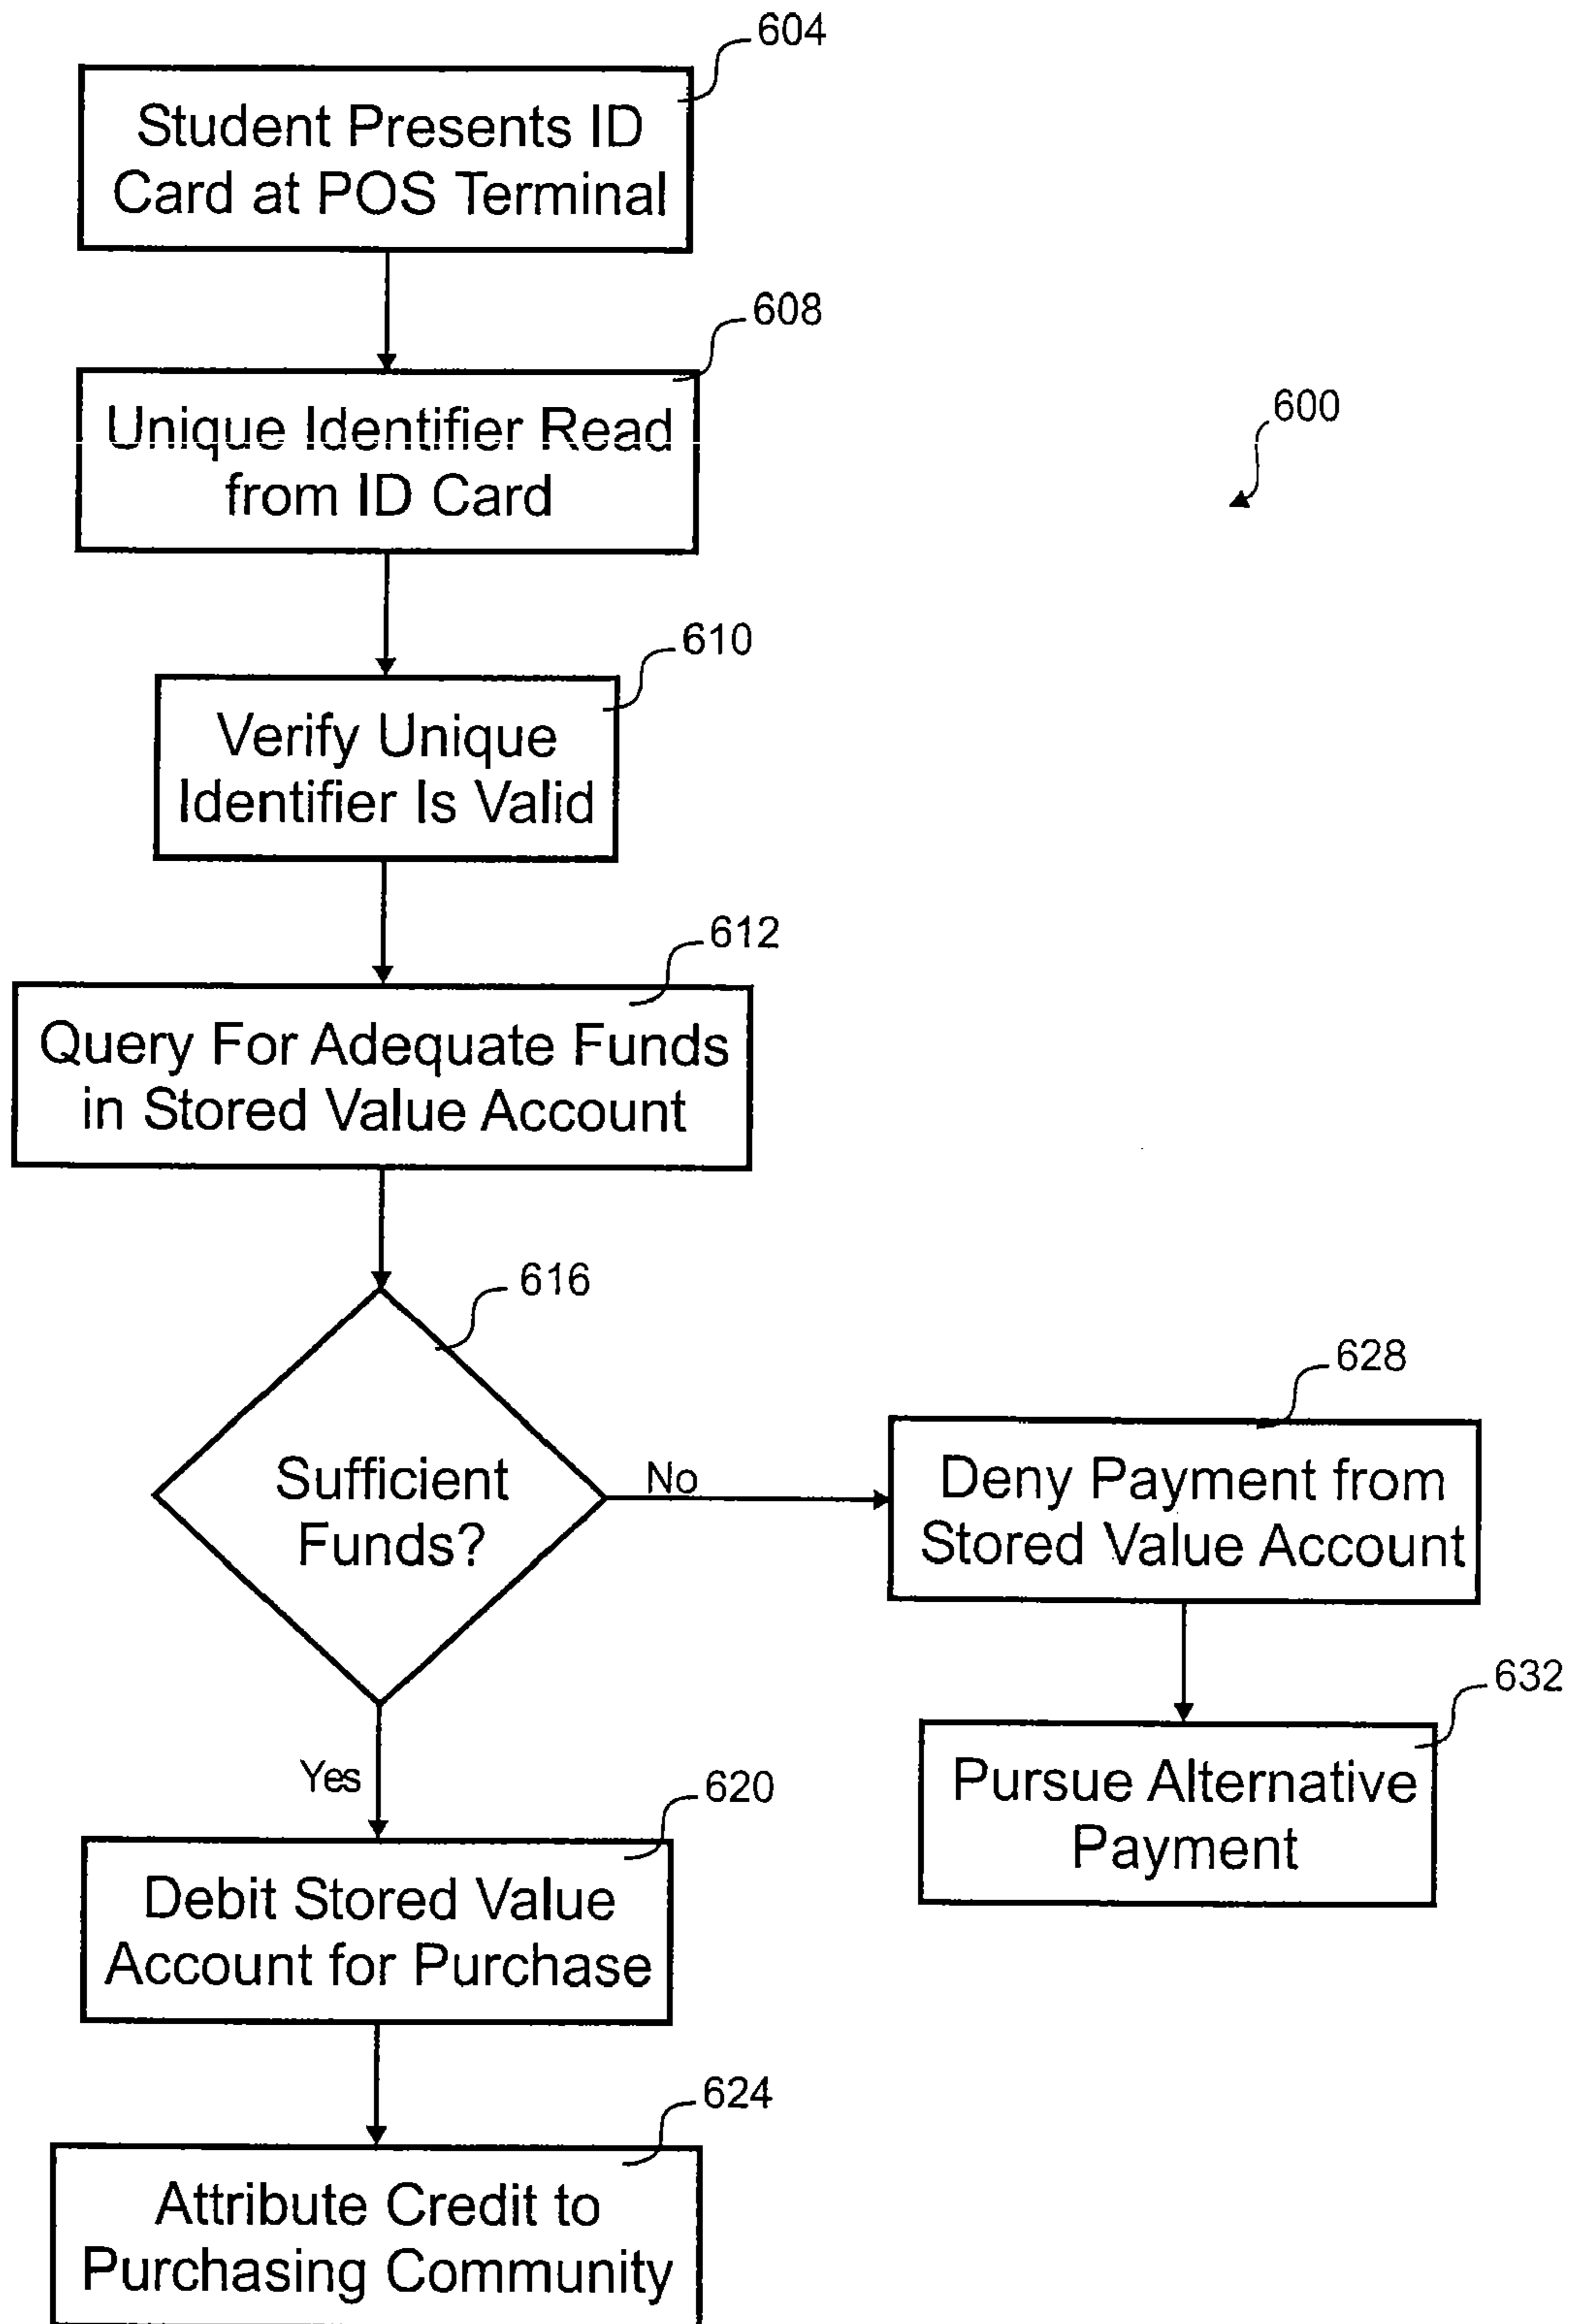 604
Student Presents ID
Card at POS Terminal
608
Unique Identifier Read
from ID Card
600
610
Verify Unique
Identifier Is Valid
612
Query For Adequate Funds
in Stored Value Account
616
Sufficient
Funds?
No
628
Deny Payment from
Stored Value Account
632
Pursue Alternative
Payment
Yes
620
Debit Stored Value
Account for Purchase
624
Attribute Credit to
Purchasing Community